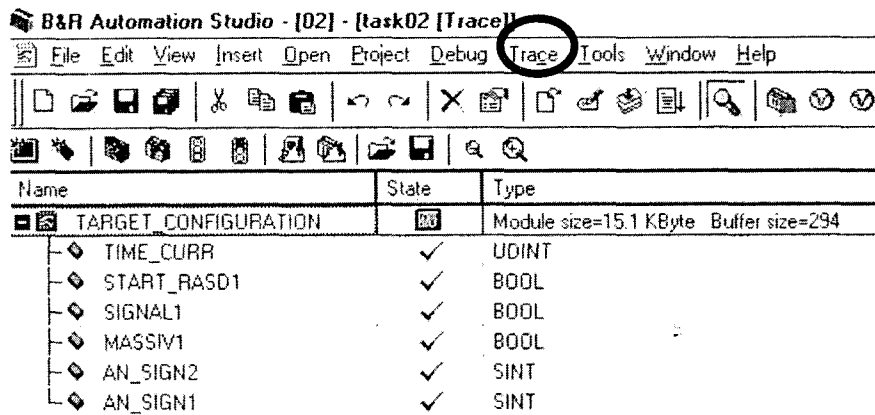 B&R Automation Studio - [02] - [task02 [Trace]]
File Edit View Insert Open Project Debug Trace Tools Window Help
Name State Type
TARGET_CONFIGURATION Module size=15.1 KByte Buffer size=294
TIME_CURR UDINT
START_RASD1 BOOL
SIGNAL1 BOOL
MASSIV1 BOOL
AN_SIGN2 SINT
AN_SIGN1 SINT